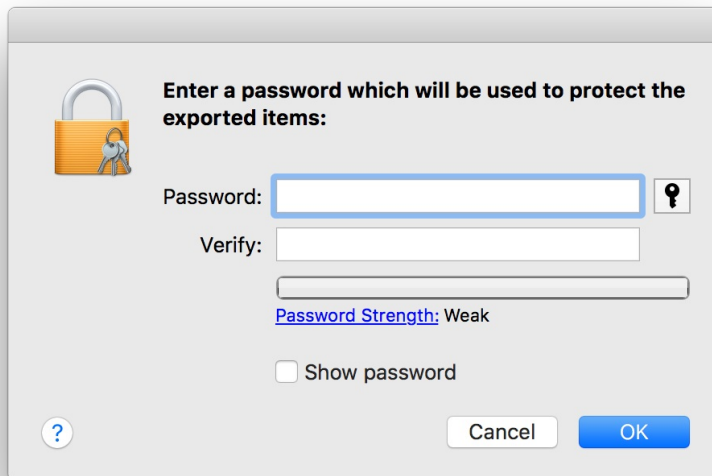 Enter a password which will be used to protect the
exported items:
Password:
Verify:
Password Strength: Weak
Show password
?
Cancel
OK